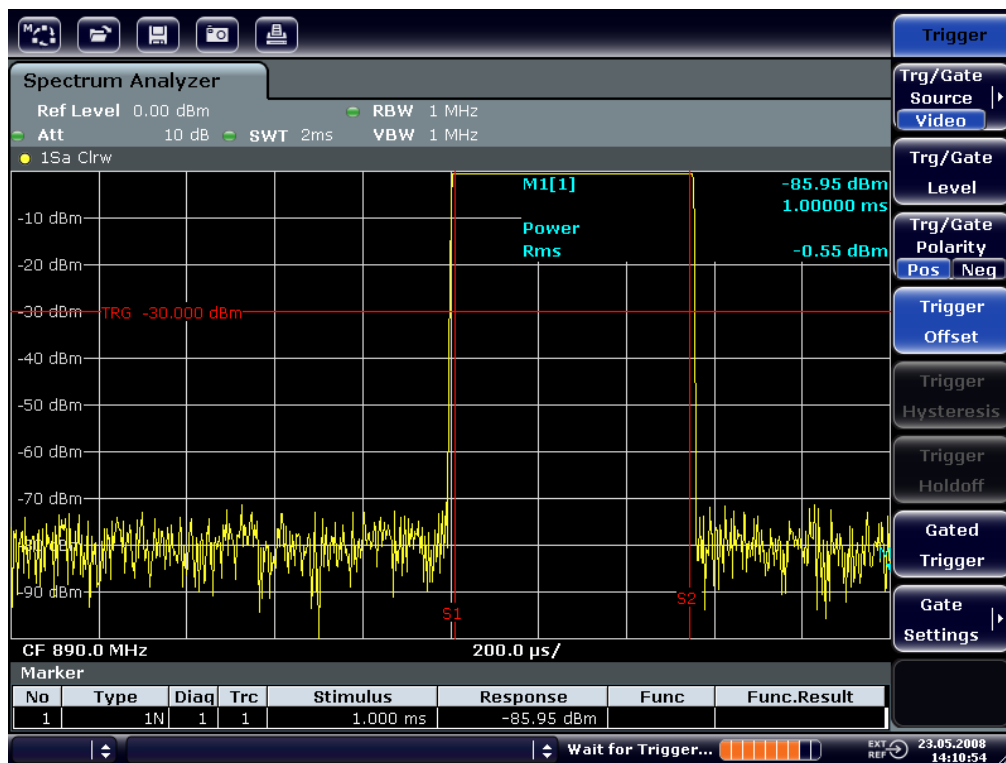 Trigger
Spectrum Analyzer
Ref Level 0.00 dBm RBW 1 MHz
Att 10 dB SWT 2ms VBW 1 MHz
1Sa Clrw
M1[1] -85.95 dBm
1.00000 ms
Power
Rms -0.55 dBm
-10 dBm
-20 dBm
-30 dBm
TRG -30.000 dBm
-40 dBm
-50 dBm
-60 dBm
-70 dBm
-80 dBm
-90 dBm
S1
S2
CF 890.0 MHz 200.0 µs/
Marker
No Type Diag Trc Stimulus Response Func Func.Result
1 1N 1 1 1.000 ms -85.95 dBm
Wait for Trigger... EXT REF 23.05.2008
14:10:54
Trg/Gate
Source
Video
Trg/Gate
Level
Trg/Gate
Polarity
Pos Neg
Trigger
Offset
Trigger
Hysteresis
Trigger
Holdoff
Gated
Trigger
Gate
Settings